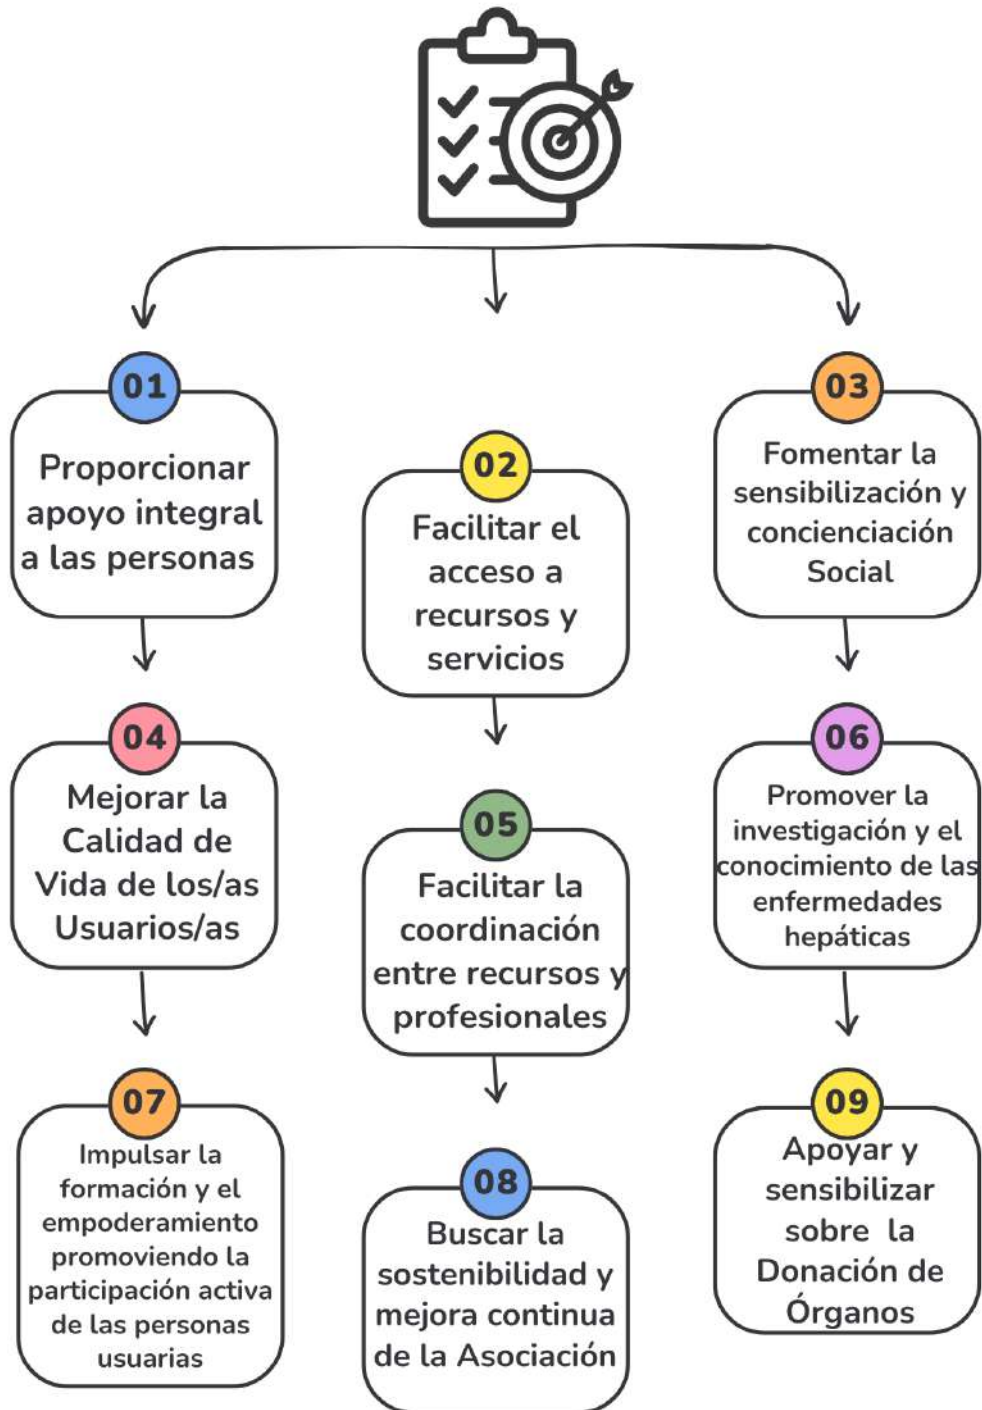 01
Proporcionar
apoyo integral
a las personas
02
Facilitar el
acceso a
recursos y
servicios
03
Fomentar la
sensibilización y
concienciación
Social
04
Mejorar la
Calidad de
Vida de los/as
Usuarios/as
05
Facilitar la
coordinación
entre recursos y
profesionales
06
Promover la
investigación y el
conocimiento de las
enfermedades
hepáticas
07
Impulsar la
formación y el
empoderamiento
promoviendo la
participación activa
de las personas
usuarias
08
Buscar la
sostenibilidad y
mejora continua
de la Asociación
09
Apoyar y
sensibilizar
sobre la
Donación de
Órganos